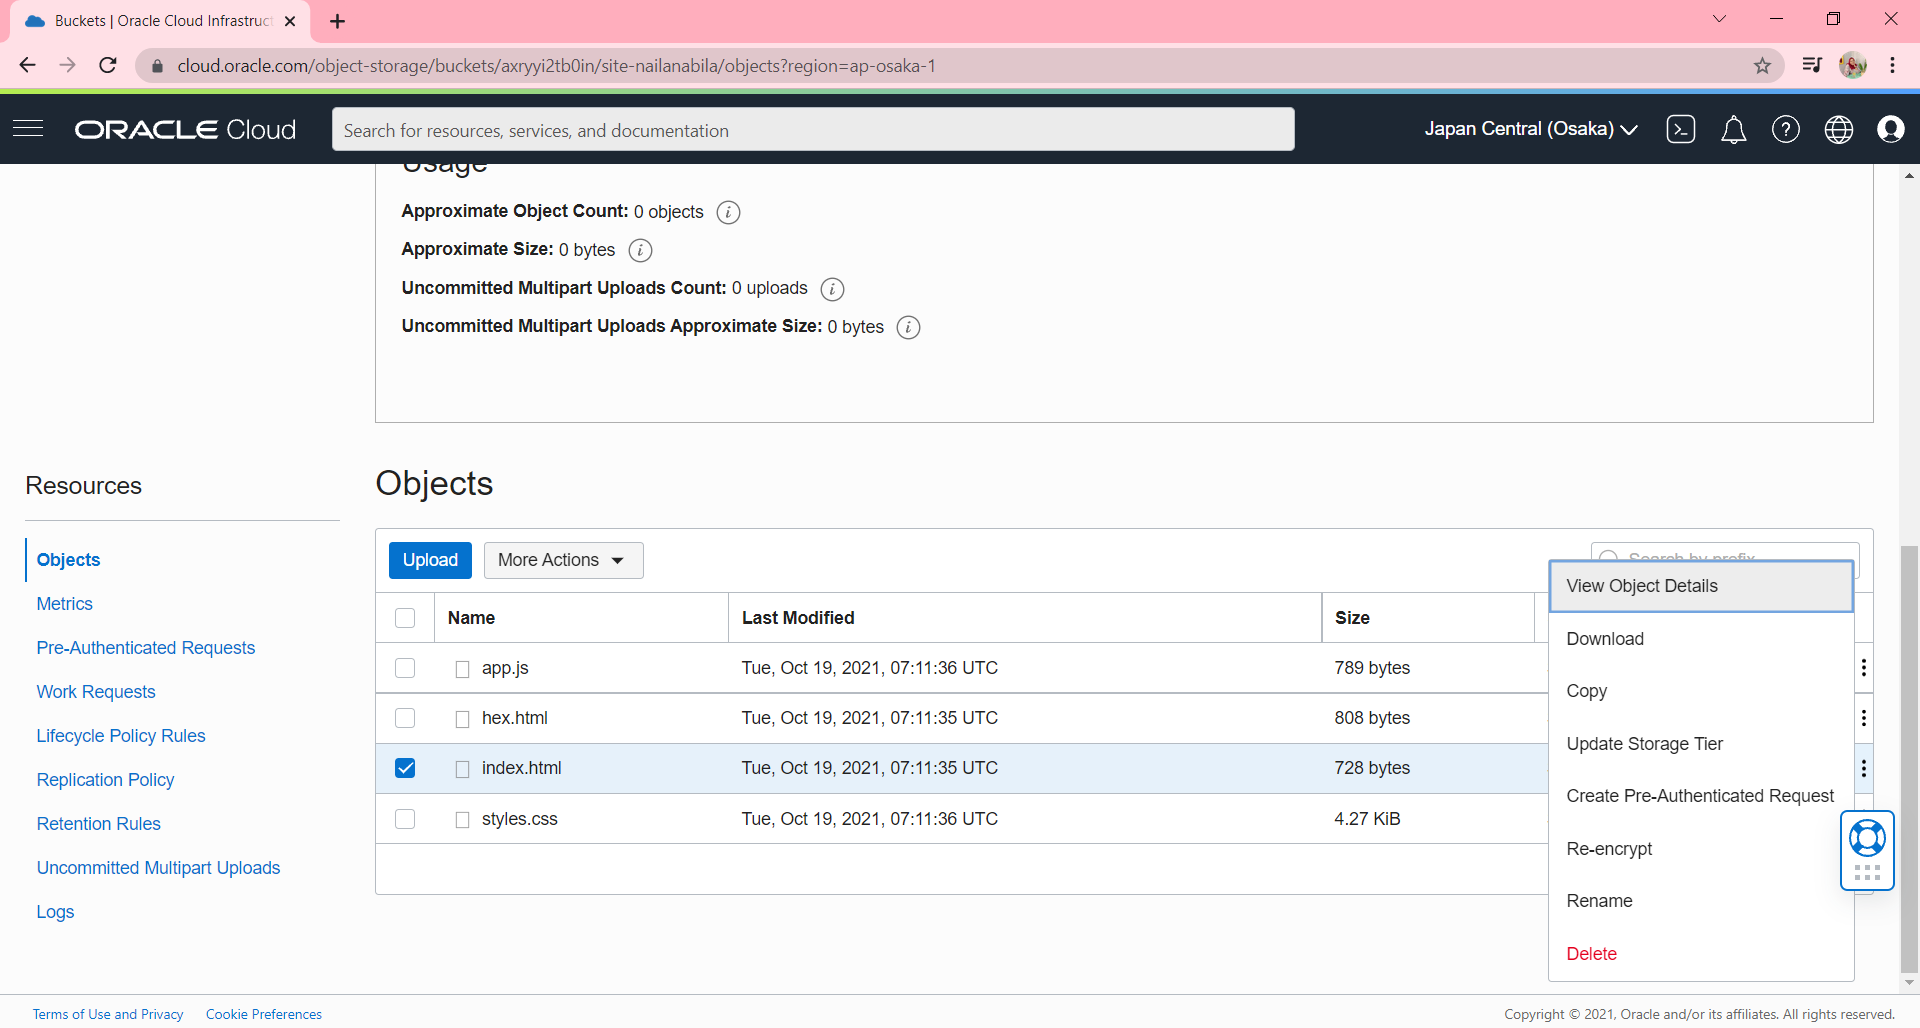 Buckets | Oracle Cloud Infrastruct
cloud.oracle.com/object-storage/buckets/axryyi2tb0in/site-nailanabila/objects?region=ap-osaka-1
ORACLE Cloud
Search for resources, services, and documentation
Japan Central (Osaka)
Usage
Approximate Object Count: 0 objects
Approximate Size: 0 bytes
Uncommitted Multipart Uploads Count: 0 uploads
Uncommitted Multipart Uploads Approximate Size: 0 bytes
Resources
Objects
Metrics
Pre-Authenticated Requests
Work Requests
Lifecycle Policy Rules
Replication Policy
Retention Rules
Uncommitted Multipart Uploads
Logs
Objects
Upload
More Actions
Search by prefix
Name Last Modified Size
app.js Tue, Oct 19, 2021, 07:11:36 UTC 789 bytes
hex.html Tue, Oct 19, 2021, 07:11:35 UTC 808 bytes
index.html Tue, Oct 19, 2021, 07:11:35 UTC 728 bytes
styles.css Tue, Oct 19, 2021, 07:11:36 UTC 4.27 KiB
View Object Details
Download
Copy
Update Storage Tier
Create Pre-Authenticated Request
Re-encrypt
Rename
Delete
Terms of Use and Privacy Cookie Preferences
Copyright © 2021, Oracle and/or its affiliates. All rights reserved.